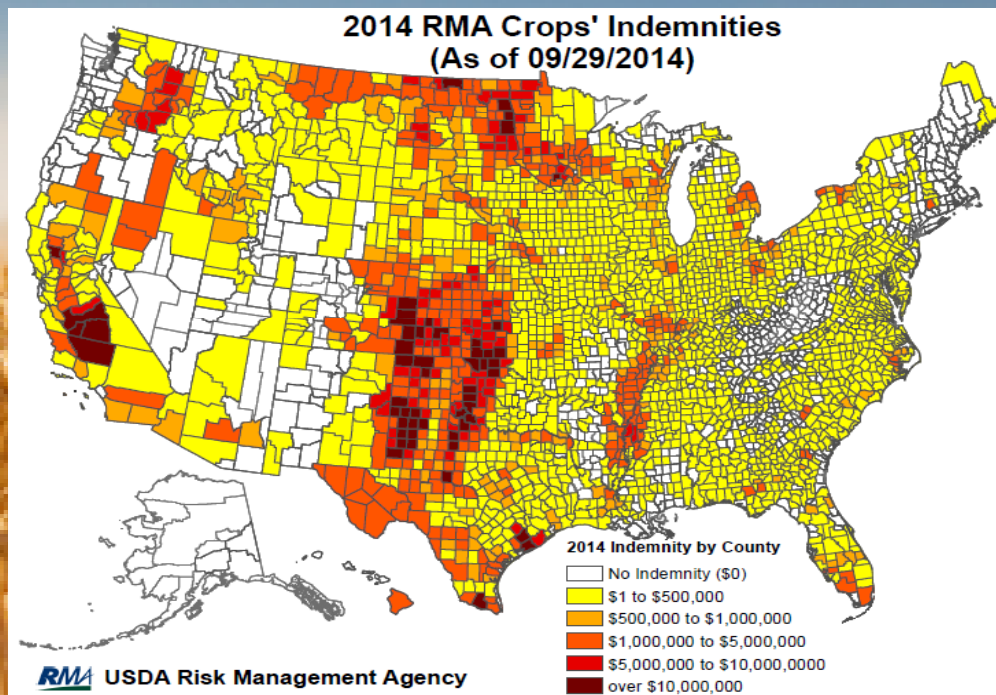 2014 RMA Crops' Indemnities
(As of 09/29/2014)
2014 Indemnity by County
No Indemnity ($0)
$1 to $500,000
$500,000 to $1,000,000
$1,000,000 to $5,000,000
$5,000,000 to $10,000,0000
over $10,000,000
RMA USDA Risk Management Agency